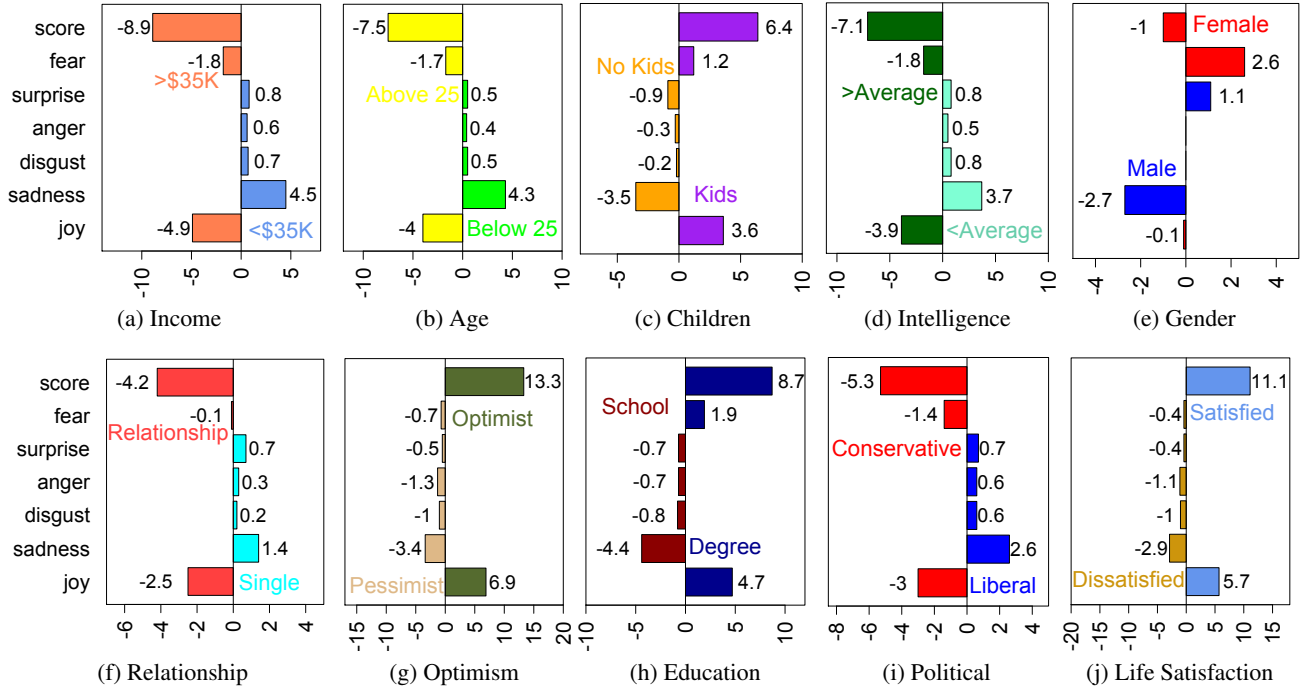 score
fear
surprise
anger
disgust
sadness
joy
-8.9
-1.8
>$35K
0.8
0.6
0.7
4.5
-4.9
<$35K
-10
-5
0
5
(a) Income
-7.5
-1.7
Above 25
0.5
0.4
0.5
4.3
-4
Below 25
-10
-5
0
5
10
(b) Age
6.4
1.2
No Kids
-0.9
-0.3
-0.2
-3.5
Kids
3.6
-5
0
5
10
(c) Children
-7.1
-1.8
>Average
0.8
0.5
0.8
3.7
-3.9
<Average
-10
-5
0
5
10
(d) Intelligence
-1
Female
2.6
1.1
Male
-2.7
-0.1
-4
-2
0
2
4
(e) Gender
score
fear
surprise
anger
disgust
sadness
joy
-4.2
-0.1
Relationship
0.7
0.3
0.2
1.4
-2.5
Single
-6
-4
-2
0
2
4
(f) Relationship
13.3
-0.7
Optimist
-0.5
-1.3
-1
-3.4
Pessimist
6.9
-15
-10
-5
0
5
10
15
20
(g) Optimism
8.7
School
1.9
-0.7
-0.7
-0.8
-4.4
Degree
4.7
-10
-5
0
5
10
(h) Education
-5.3
-1.4
Conservative
0.7
0.6
0.6
2.6
-3
Liberal
-8
-6
-4
-2
0
2
4
(i) Political
11.1
-0.4
Satisfied
-0.4
-1.1
-1
-2.9
Dissatisfied
5.7
-20
-15
-10
-5
0
5
10
15
(j) Life Satisfaction